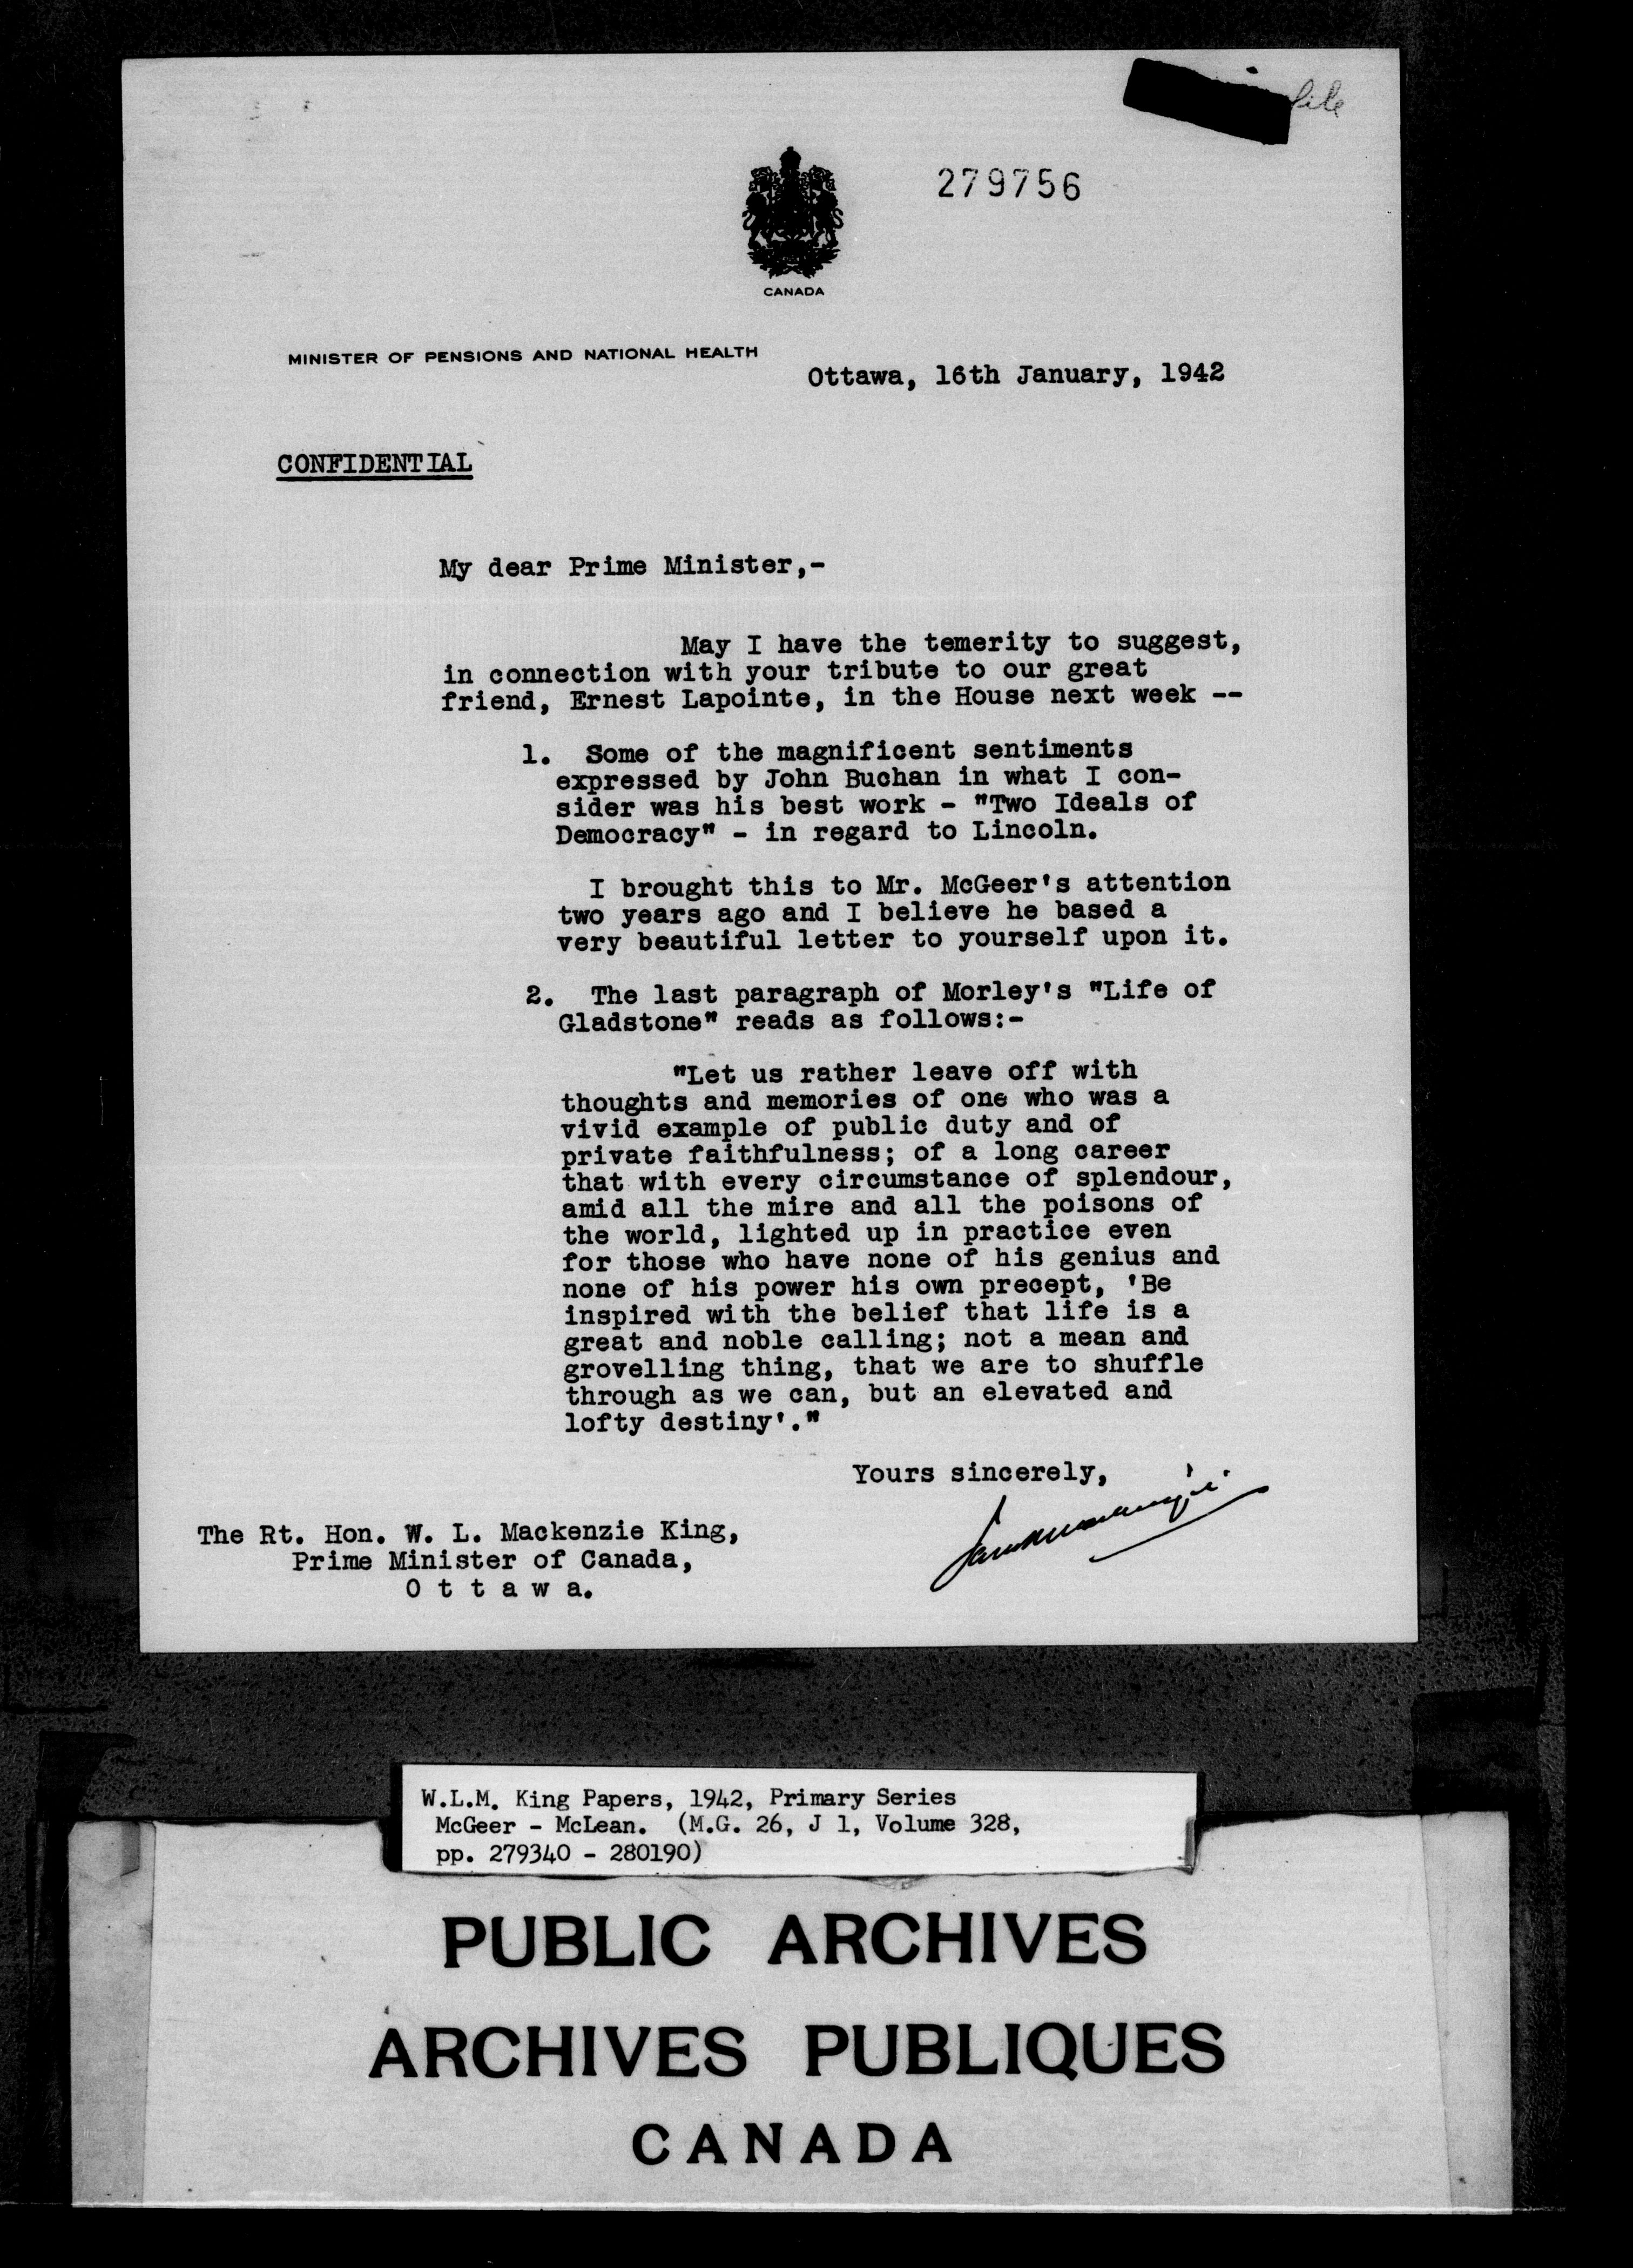 file
279756
CANADA
MINISTER OF PENSIONS AND NATIONAL HEALTH
Ottawa, 16th January, 1942
CONFIDENTIAL
My dear Prime Minister,-
May I have the temerity to suggest,
in connection with your tribute to our great
friend, Ernest Lapointe, in the House next week --
1. Some of the magnificent sentiments
expressed by John Buchan in what I con-
sider was his best work - "Two Ideals of
Democracy" - in regard to Lincoln.
I brought this to Mr. McGeer's attention
two years ago and I believe he based a
very beautiful letter to yourself upon it.
2. The last paragraph of Morley's "Life of
Gladstone" reads as follows:-
"Let us rather leave off with
thoughts and memories of one who was a
vivid example of public duty and of
private faithfulness; of a long career
that with every circumstance of splendour,
amid all the mire and all the poisons of
the world, lighted up in practice even
for those who have none of his genius and
none of his power his own precept, 'Be
inspired with the belief that life is a
great and noble calling; not a mean and
grovelling thing, that we are to shuffle
through as we can, but an elevated and
lofty destiny'."
Yours sincerely,
The Rt. Hon. W. L. Mackenzie King,
Prime Minister of Canada,
O t t a w a.
W.L.M. King Papers, 1942, Primary Series
McGeer - McLean. (M.G. 26, J 1, Volume 328,
pp. 279340 - 280190)
PUBLIC ARCHIVES
ARCHIVES PUBLIQUES
CANADA